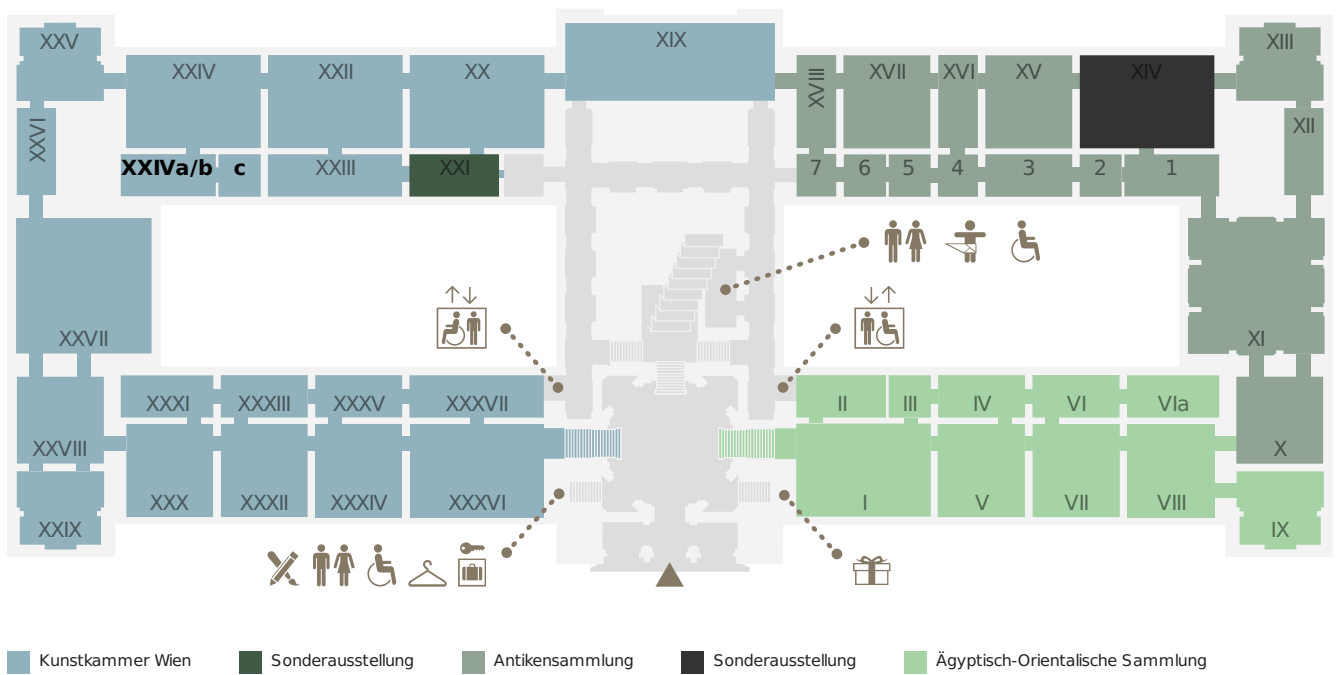 XXV
XXIV
XXII
XX
XIX
XVIII
XVII
XVI
XV
XIV
XIII
XXVI
XII
XXIVa/b
c
XXIII
XXI
7
6
5
4
3
2
1
XXVII
XI
XXXI
XXXIII
XXXV
XXXVII
II
III
IV
VI
VIa
XXVIII
X
XXX
XXXII
XXXIV
XXXVI
I
V
VII
VIII
XXIX
IX
Kunstkammer Wien
Sonderausstellung
Antikensammlung
Sonderausstellung
Ägyptisch-Orientalische Sammlung